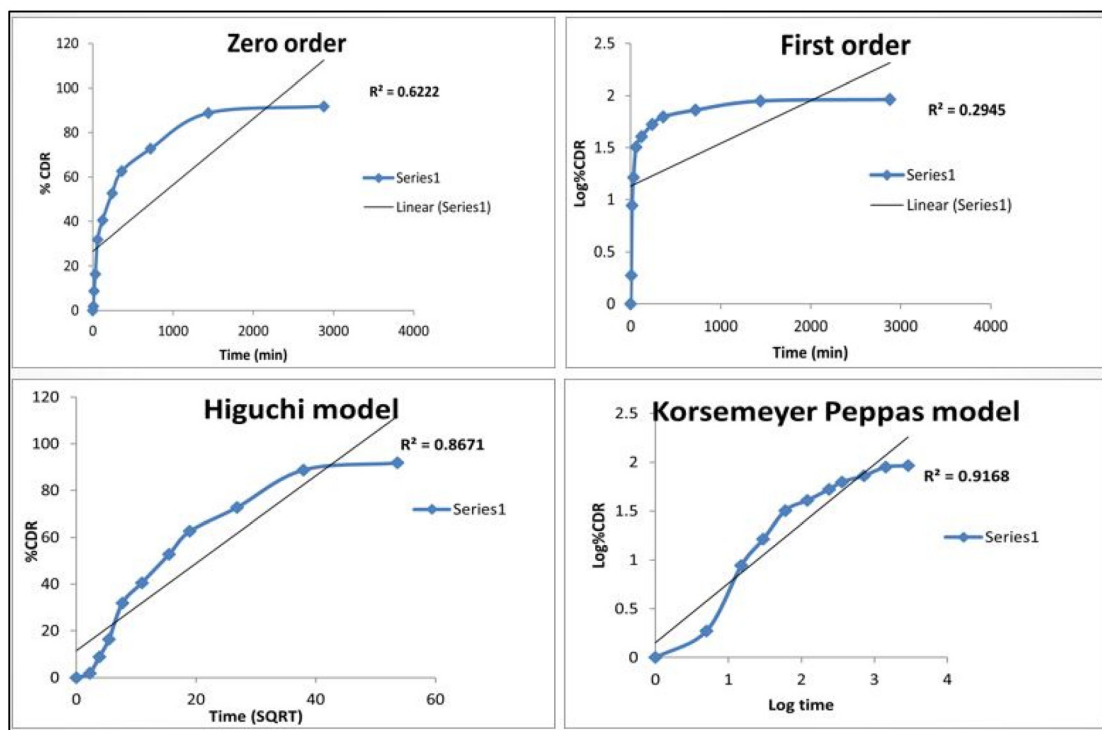 Zero order
R² = 0.6222
% CDR
120
100
80
60
40
20
0
0 1000 2000 3000 4000
Time (min)
Series1
Linear (Series1)
First order
R² = 0.2945
Log%CDR
2.5
2
1.5
1
0.5
0
0 1000 2000 3000 4000
Time (min)
Series1
Linear (Series1)
Higuchi model
R² = 0.8671
%CDR
120
100
80
60
40
20
0
0 20 40 60
Time (SQRT)
Series1
Korsemeyer Peppas model
R² = 0.9168
Log%CDR
2.5
2
1.5
1
0.5
0
0 1 2 3 4
Log time
Series1